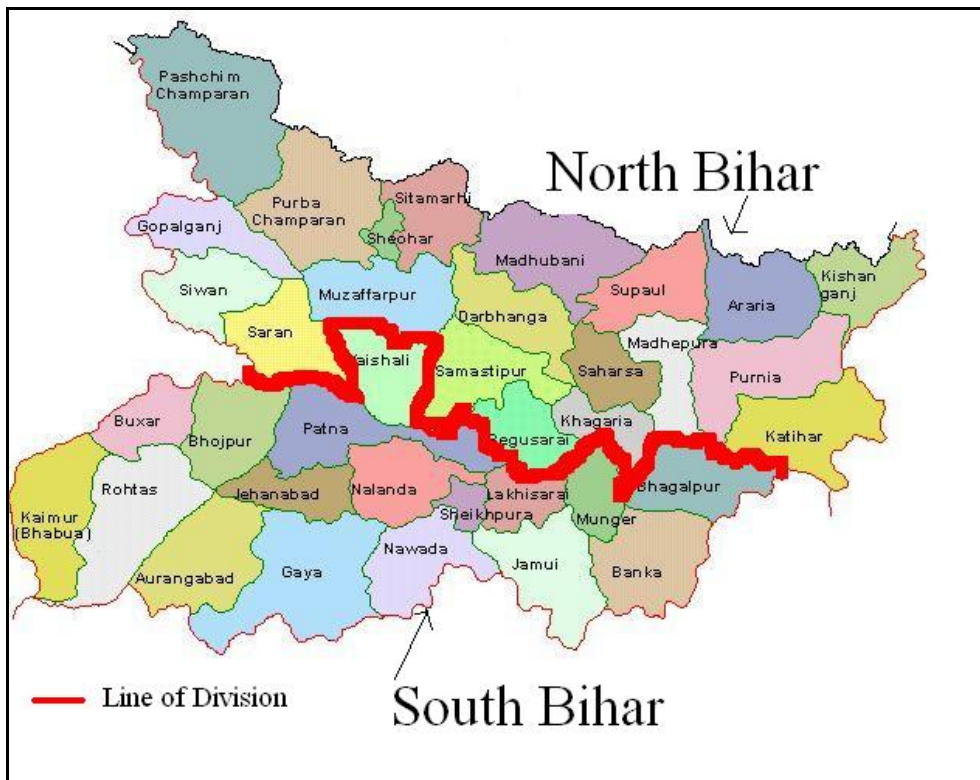 Pashchim
Champaran
North Bihar
Sitamarhi
Purba
Champaran
Gopalganj
Sheohar
Madhubani
Kishan
ganj
Siwan
Muzaffarpur
Supaul
Araria
Darbhanga
Saran
Madhepura
Vaishali
Samastipur
Saharsa
Purnia
Buxar
Bhojpur
Patna
Khagaria
Begusarai
Katihar
Rohtas
Jehanabad
Nalanda
Lakhisarai
Bhagalpur
Kaimur
(Bhabua)
Sheikhpura
Munger
Aurangabad
Gaya
Nawada
Jamui
Banka
Line of Division
South Bihar